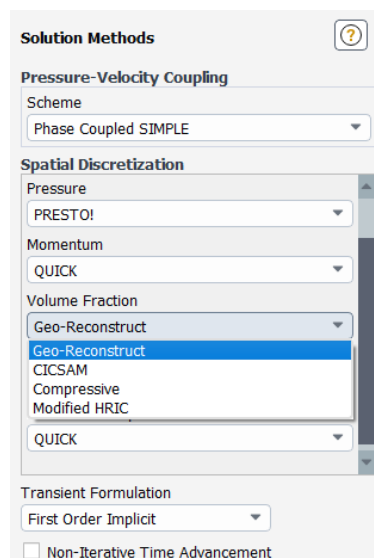 Solution Methods
?
Pressure-Velocity Coupling
Scheme
Phase Coupled SIMPLE
Spatial Discretization
Pressure
PRESTO!
Momentum
QUICK
Volume Fraction
Geo-Reconstruct
Geo-Reconstruct
CICSAM
Compressive
Modified HRIC
QUICK
Transient Formulation
First Order Implicit
Non-Iterative Time Advancement